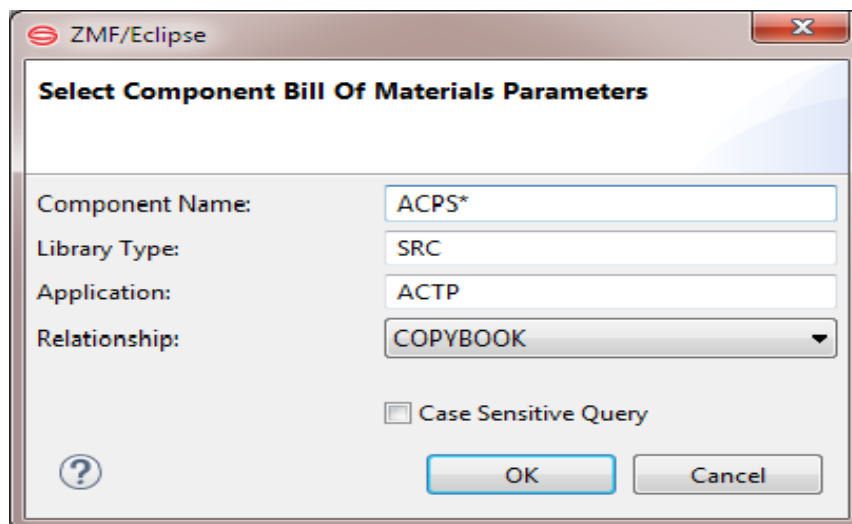 ZMF/Eclipse
Select Component Bill Of Materials Parameters
Component Name: ACPS*
Library Type: SRC
Application: ACTP
Relationship: COPYBOOK
Case Sensitive Query
? OK Cancel